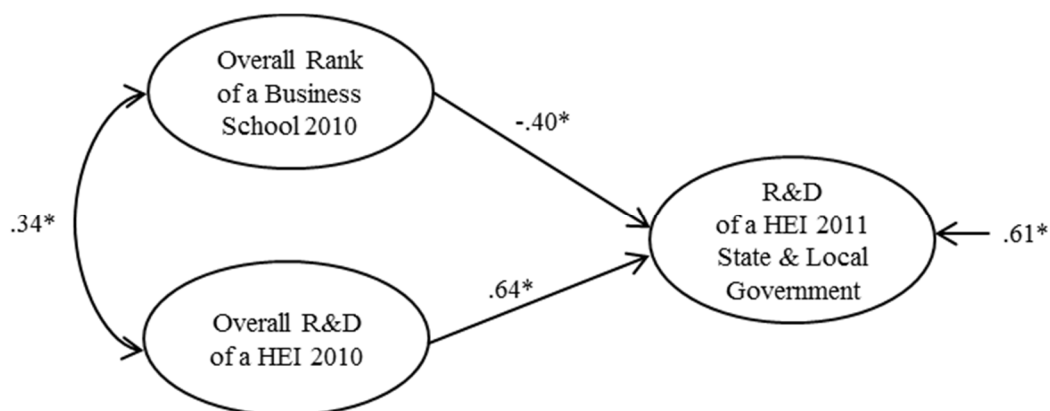 Overall Rank
of a Business
School 2010
-.40*
.34*
R&D
of a HEI 2011
State & Local
Government
.61*
.64*
Overall R&D
of a HEI 2010